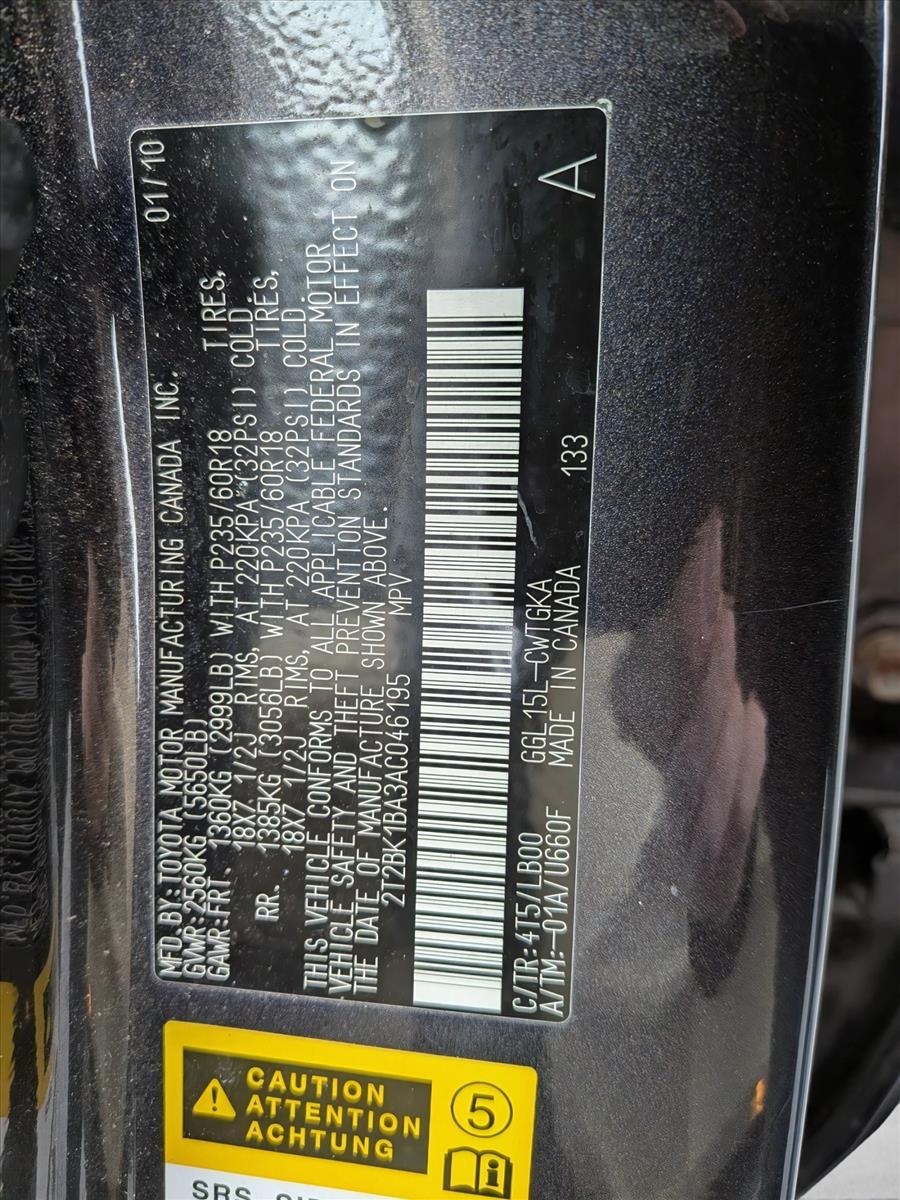 MFD.BY:TOYOTA MOTOR MANUFACTURING CANADA INC. 01/10
GVWR:2560KG (5650LB)
GAWR:FRT. 1360KG (2999LB) WITH P235/60R18 TIRES,
18X7 1/2J RIMS, AT 220KPA (32PSI) COLD.
RR. 1385KG (3056LB) WITH P235/60R18 TIRES,
18X7 1/2J RIMS, AT 220KPA (32PSI) COLD.
THIS VEHICLE CONFORMS TO ALL APPLICABLE FEDERAL MOTOR
VEHICLE SAFETY AND THEFT PREVENTION STANDARDS IN EFFECT ON
THE DATE OF MANUFACTURE SHOWN ABOVE.
2T2BK1BA3AC046195 MPV
C/TR:4T5/LB00 GGL15L-CWTGKA 133 A
A/TM:-01A/U660F MADE IN CANADA
CAUTION
ATTENTION
ACHTUNG
5
SRS